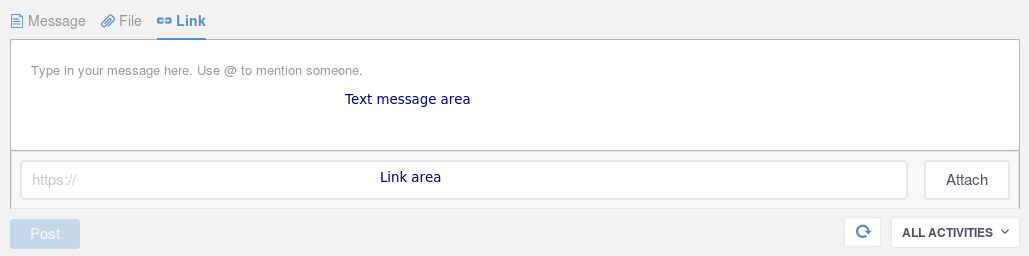 Message File Link
Type in your message here. Use @ to mention someone.
Text message area
https:// Link area Attach
Post ALL ACTIVITIES